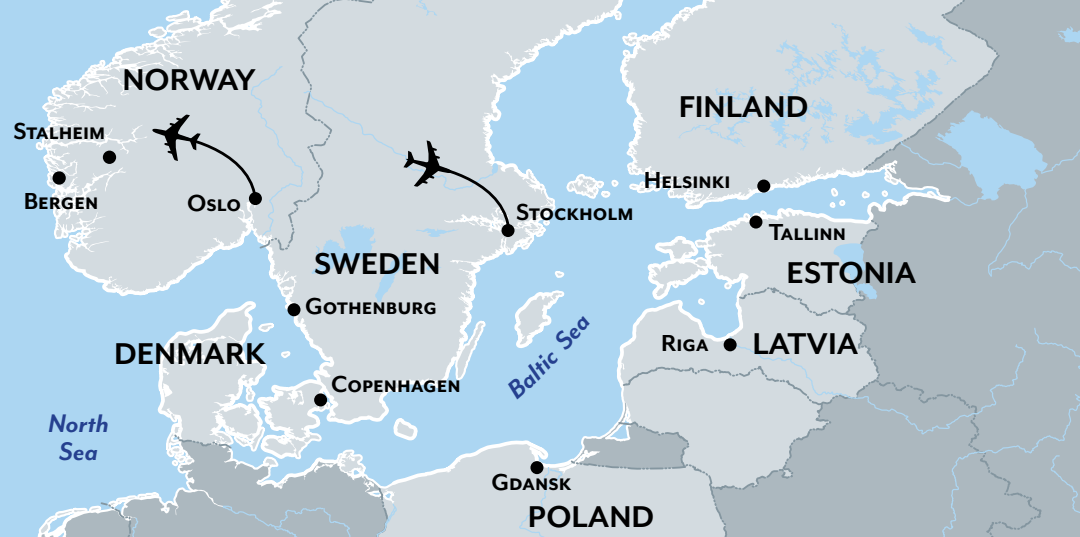 NORWAY
FINLAND
STALHEIM
HELSINKI
BERGEN
OSLO
STOCKHOLM
TALLINN
SWEDEN
ESTONIA
GOTHENBURG
DENMARK
RIGA
LATVIA
Baltic Sea
COPENHAGEN
North
Sea
GDANSK
POLAND